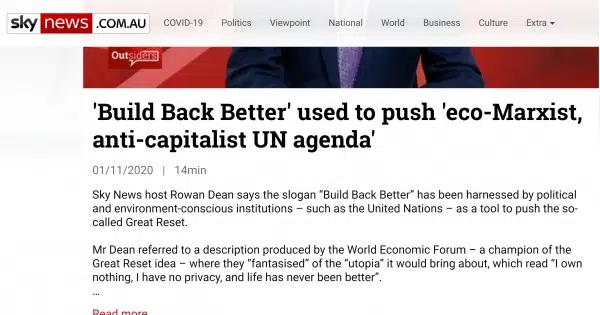 sky news .COM.AU COVID-19 Politics Viewpoint National World Business Culture Extra
Outsiders
'Build Back Better' used to push 'eco-Marxist,
anti-capitalist UN agenda'
01/11/2020 | 14min
Sky News host Rowan Dean says the slogan “Build Back Better” has been harnessed by political
and environment-conscious institutions – such as the United Nations – as a tool to push the so-
called Great Reset.
Mr Dean referred to a description produced by the World Economic Forum – a champion of the
Great Reset idea – where they “fantasised” of the “utopia” it would bring about, which read “I own
nothing, I have no privacy, and life has never been better”.
...
Read more